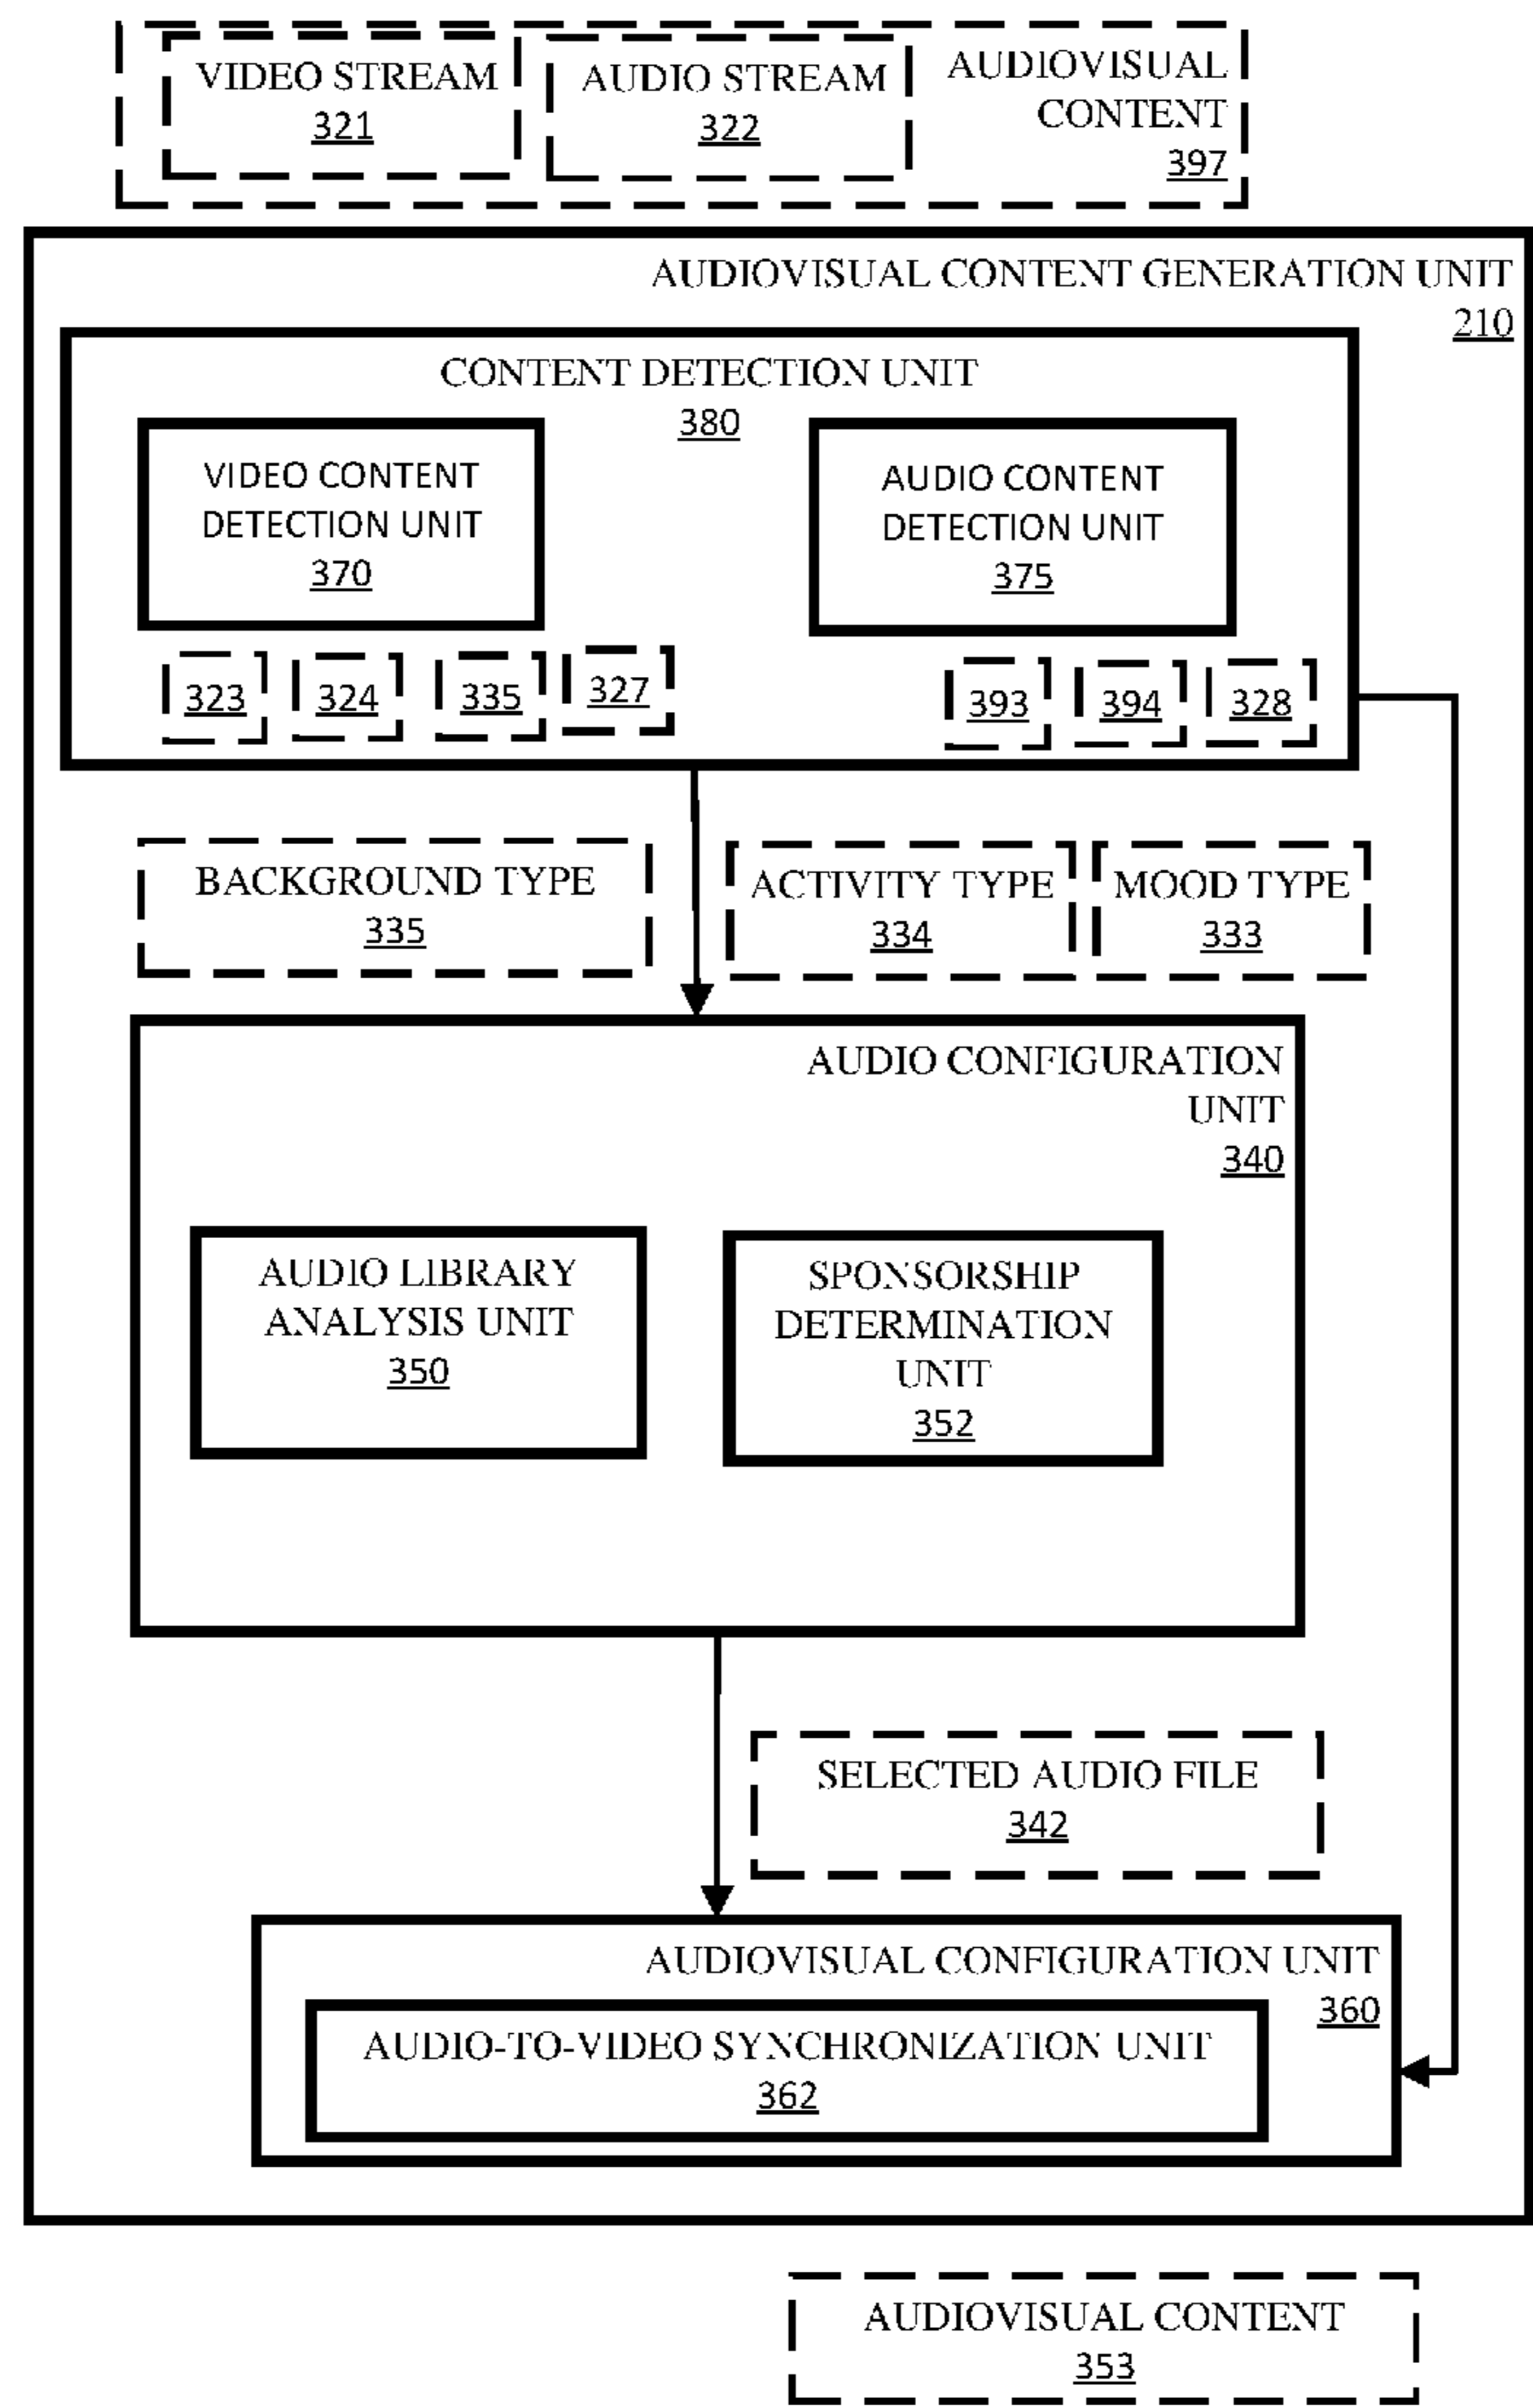 VIDEO STREAM
321
AUDIO STREAM
322
AUDIOVISUAL
CONTENT
397
AUDIOVISUAL CONTENT GENERATION UNIT
210
CONTENT DETECTION UNIT
380
VIDEO CONTENT
DETECTION UNIT
370
AUDIO CONTENT
DETECTION UNIT
375
323
324
335
327
393
394
328
BACKGROUND TYPE
335
ACTIVITY TYPE
334
MOOD TYPE
333
AUDIO CONFIGURATION
UNIT
340
AUDIO LIBRARY
ANALYSIS UNIT
350
SPONSORSHIP
DETERMINATION
UNIT
352
SELECTED AUDIO FILE
342
AUDIOVISUAL CONFIGURATION UNIT
360
AUDIO-TO-VIDEO SYNCHRONIZATION UNIT
362
AUDIOVISUAL CONTENT
353